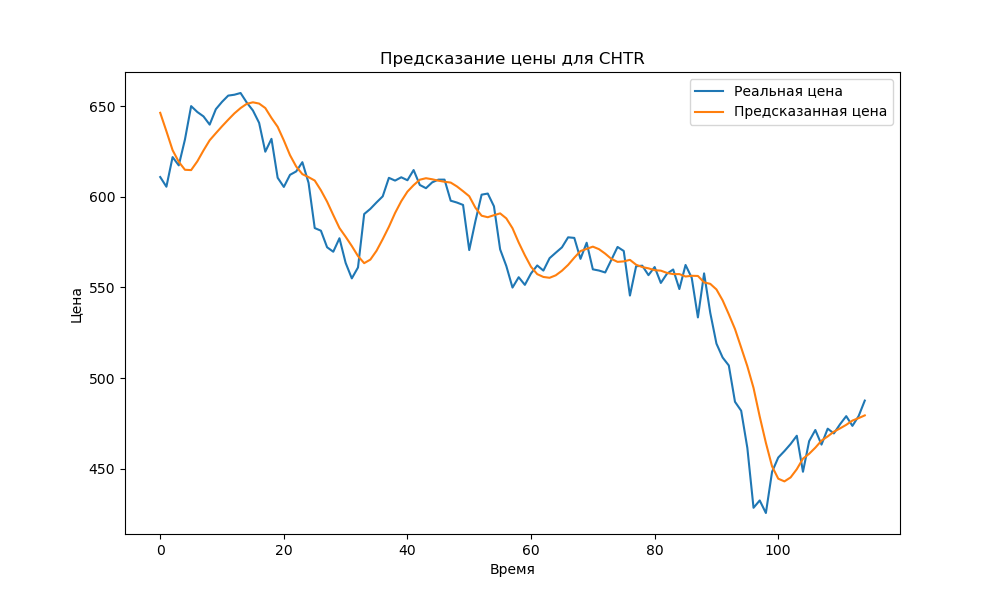 Предсказание цены для CHTR
Реальная цена
Предсказанная цена
Цена
650
600
550
500
450
0 20 40 60 80 100
Время